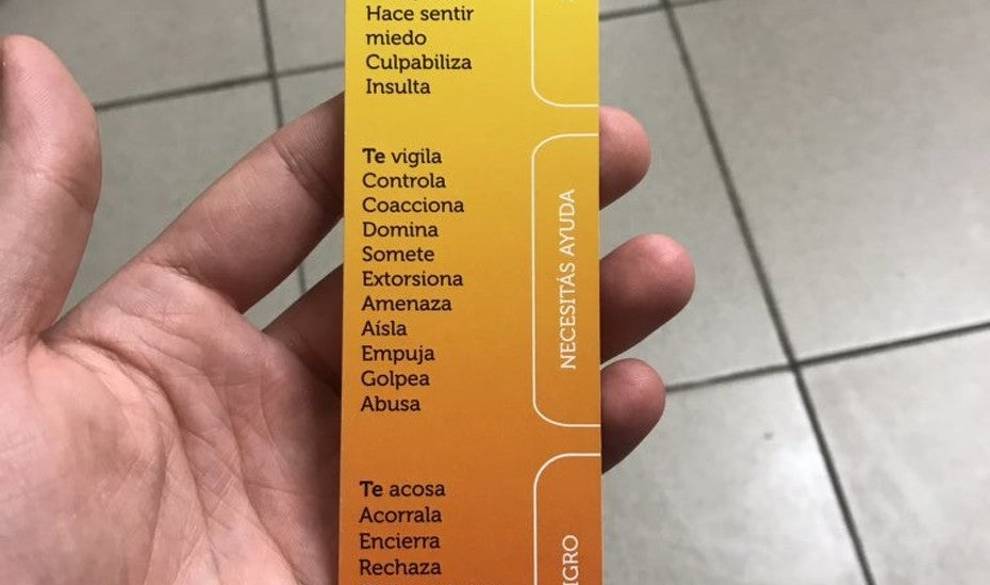 Hace sentir
miedo
Culpabiliza
Insulta
Te vigila
Controla
Coacciona
Domina
Somete
Extorsiona
Amenaza
Aísla
Empuja
Golpea
Abusa
NECESITÁS AYUDA
Te acosa
Acorrala
Encierra
Rechaza
IGRO